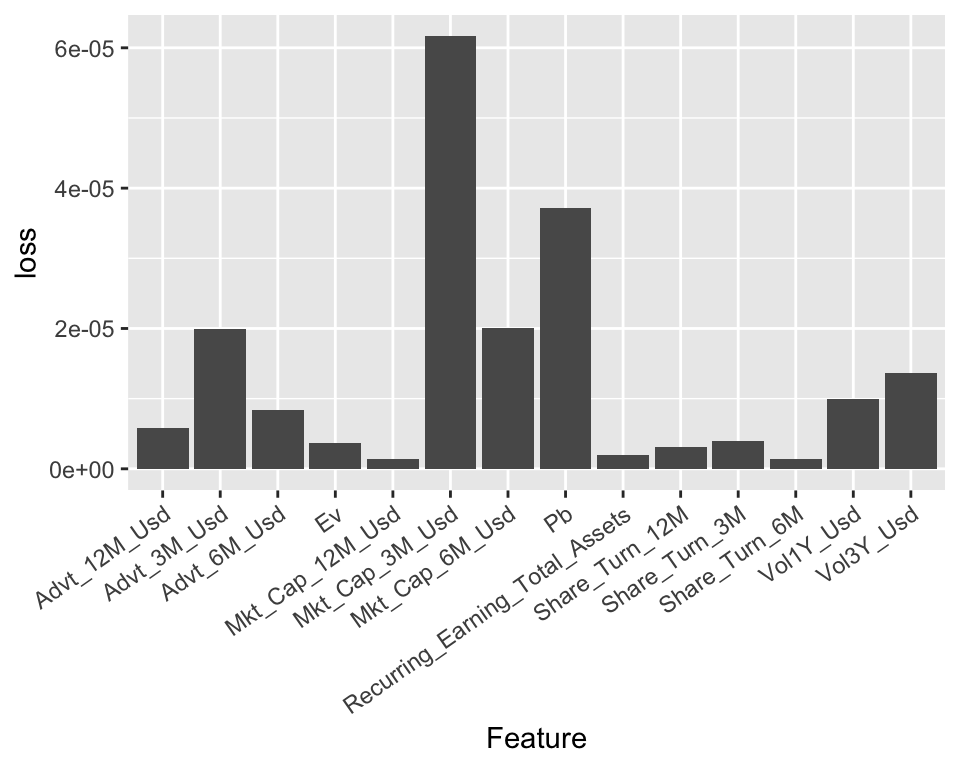 6e-05
4e-05
2e-05
0e+00
loss
Advt_12M_Usd
Advt_3M_Usd
Advt_6M_Usd
Ev
Mkt_Cap_12M_Usd
Mkt_Cap_3M_Usd
Mkt_Cap_6M_Usd
Pb
Recurring_Earning_Total_Assets
Share_Turn_12M
Share_Turn_3M
Share_Turn_6M
Vol1Y_Usd
Vol3Y_Usd
Feature